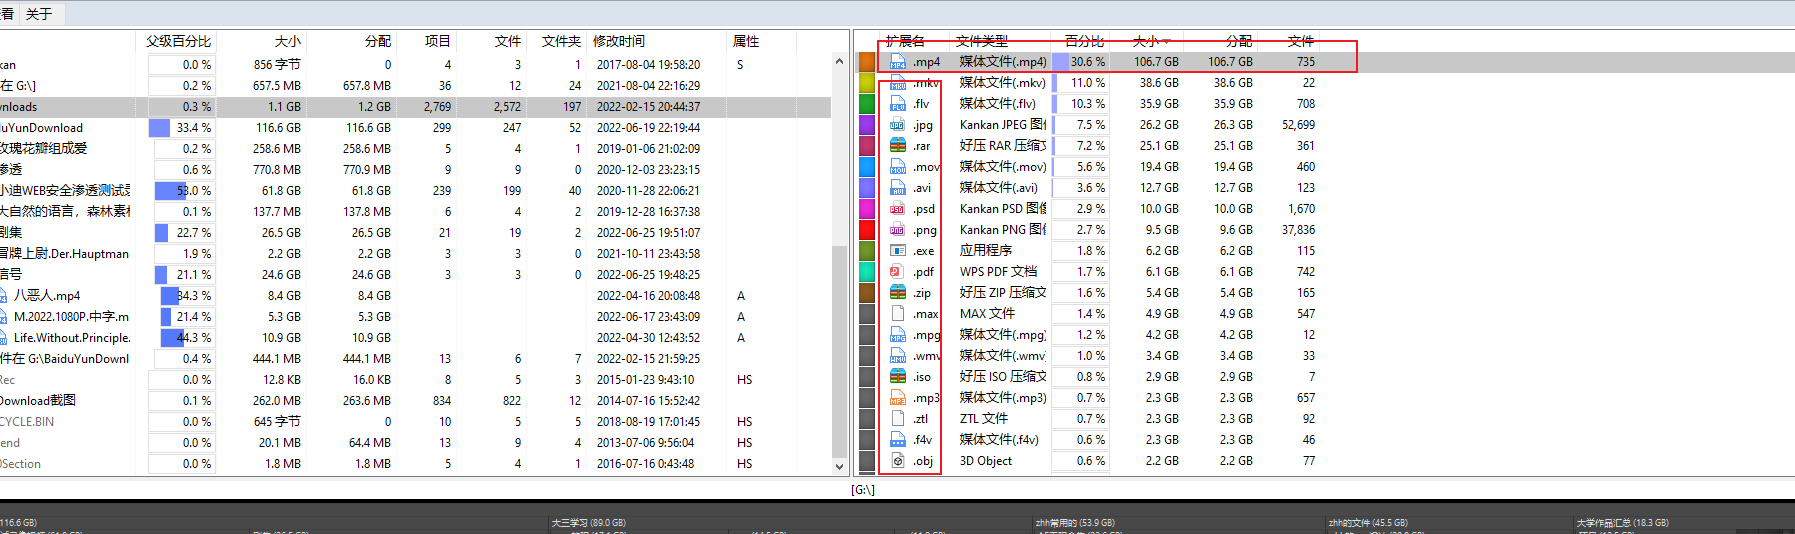 查看 关于
父级百分比 大小 分配 项目 文件 文件夹 修改时间 属性
kan 0.0 % 856 字节 0 4 3 1 2017-08-04 19:58:20 S
在 G:\] 0.2 % 657.5 MB 657.8 MB 36 12 24 2021-08-04 22:16:29
wnloads 0.3 % 1.1 GB 1.2 GB 2,769 2,572 197 2022-02-15 20:44:37
duYunDownload 33.4 % 116.6 GB 116.6 GB 299 247 52 2022-06-19 22:19:44
玫瑰花瓣组成爱 0.2 % 258.6 MB 258.6 MB 5 4 1 2019-01-06 21:02:09
渗透 0.6 % 770.8 MB 770.9 MB 9 9 0 2020-12-03 23:23:15
小迪WEB安全渗透测试录 53.0 % 61.8 GB 61.8 GB 239 199 40 2020-11-28 22:06:21
大自然的语言，森林素材 0.1 % 137.7 MB 137.8 MB 6 4 2 2019-12-28 16:37:38
剧集 22.7 % 26.5 GB 26.5 GB 21 19 2 2022-06-25 19:51:07
冒牌上尉.Der.Hauptman 1.9 % 2.2 GB 2.2 GB 3 3 0 2021-10-11 23:43:58
信号 21.1 % 24.6 GB 24.6 GB 3 3 0 2022-06-25 19:48:25
八恶人.mp4 34.3 % 8.4 GB 8.4 GB 2022-04-16 20:08:48 A
M.2022.1080P.中字.m 21.4 % 5.3 GB 5.3 GB 2022-06-17 23:43:09 A
Life.Without.Principle. 44.3 % 10.9 GB 10.9 GB 2022-04-30 12:43:52 A
件在 G:\BaiduYunDownl 0.4 % 444.1 MB 444.1 MB 13 6 7 2022-02-15 21:59:25
Rec 0.0 % 12.8 KB 16.0 KB 8 5 3 2015-01-23 9:43:10 HS
Download截图 0.1 % 262.0 MB 263.6 MB 834 822 12 2014-07-16 15:52:42
CYCLE.BIN 0.0 % 645 字节 0 10 5 5 2018-08-19 17:01:45 HS
end 0.0 % 20.1 MB 64.4 MB 13 9 4 2013-07-06 9:56:04 HS
0Section 0.0 % 1.8 MB 1.8 MB 5 4 1 2016-07-16 0:43:48 HS
扩展名 文件类型 百分比 大小 分配 文件
.mp4 媒体文件(.mp4) 30.6 % 106.7 GB 106.7 GB 735
.mkv 媒体文件(.mkv) 11.0 % 38.6 GB 38.6 GB 22
.flv 媒体文件(.flv) 10.3 % 35.9 GB 35.9 GB 708
.jpg Kankan JPEG 图像 7.5 % 26.2 GB 26.3 GB 52,699
.rar 好压 RAR 压缩文 7.2 % 25.1 GB 25.1 GB 361
.mov 媒体文件(.mov) 5.6 % 19.4 GB 19.4 GB 460
.avi 媒体文件(.avi) 3.6 % 12.7 GB 12.7 GB 123
.psd Kankan PSD 图像 2.9 % 10.0 GB 10.0 GB 1,670
.png Kankan PNG 图像 2.7 % 9.5 GB 9.6 GB 37,836
.exe 应用程序 1.8 % 6.2 GB 6.2 GB 115
.pdf WPS PDF 文档 1.7 % 6.1 GB 6.1 GB 742
.zip 好压 ZIP 压缩文 1.6 % 5.4 GB 5.4 GB 165
.max MAX 文件 1.4 % 4.9 GB 4.9 GB 547
.mpg 媒体文件(.mpg) 1.2 % 4.2 GB 4.2 GB 12
.wmv 媒体文件(.wmv) 1.0 % 3.4 GB 3.4 GB 33
.iso 好压 ISO 压缩文 0.8 % 2.9 GB 2.9 GB 7
.mp3 媒体文件(.mp3) 0.7 % 2.3 GB 2.3 GB 657
.ztl ZTL 文件 0.7 % 2.3 GB 2.3 GB 92
.f4v 媒体文件(.f4v) 0.6 % 2.3 GB 2.3 GB 46
.obj 3D Object 0.6 % 2.2 GB 2.2 GB 77
[G:\]
(116.6 GB) 大三学习 (89.0 GB) zhh常用的 (53.9 GB) zhh的文件 (45.5 GB) 大学作品汇总 (18.3 GB)